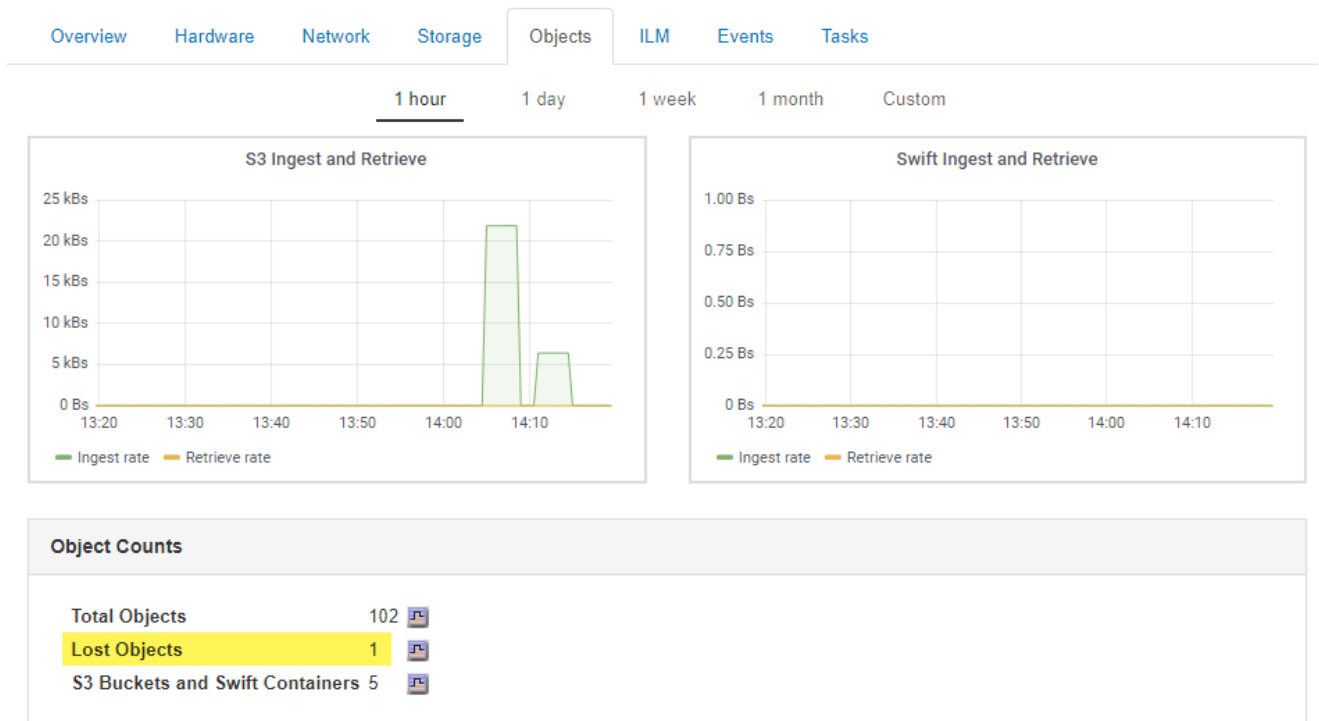 Overview Hardware Network Storage Objects ILM Events Tasks
1 hour 1 day 1 week 1 month Custom
S3 Ingest and Retrieve
25 kBs
20 kBs
15 kBs
10 kBs
5 kBs
0 Bs
13:20 13:30 13:40 13:50 14:00 14:10
Ingest rate Retrieve rate
Swift Ingest and Retrieve
1.00 Bs
0.75 Bs
0.50 Bs
0.25 Bs
0 Bs
13:20 13:30 13:40 13:50 14:00 14:10
Ingest rate Retrieve rate
Object Counts
Total Objects 102
Lost Objects 1
S3 Buckets and Swift Containers 5